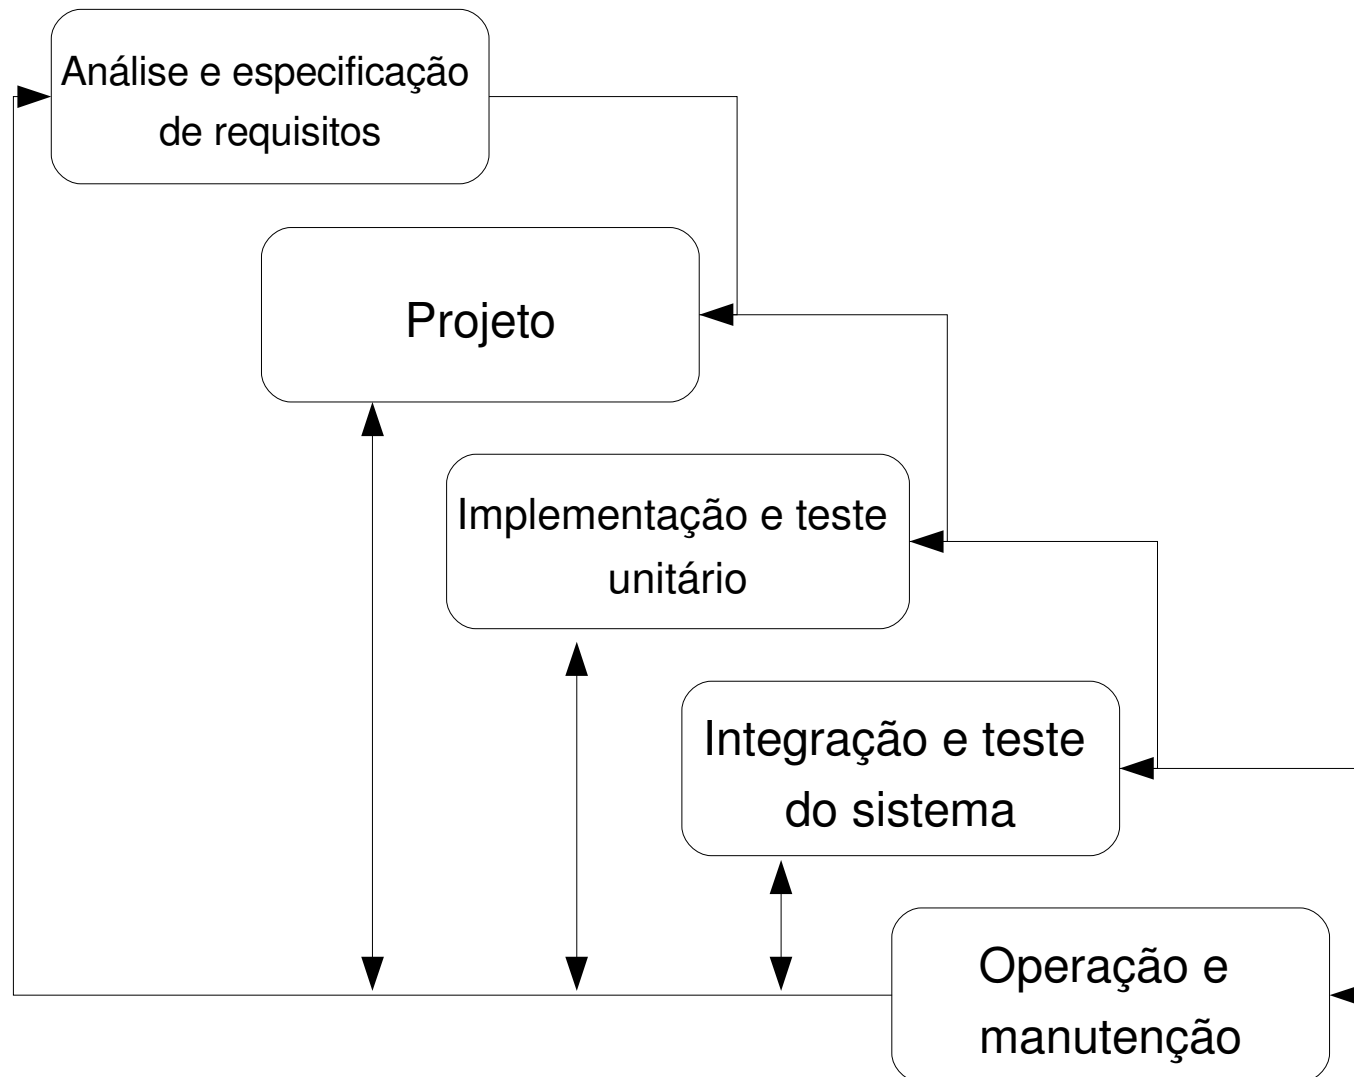 Análise e especificação
de requisitos
Projeto
Implementação e teste
unitário
Integração e teste
do sistema
Operação e
manutenção